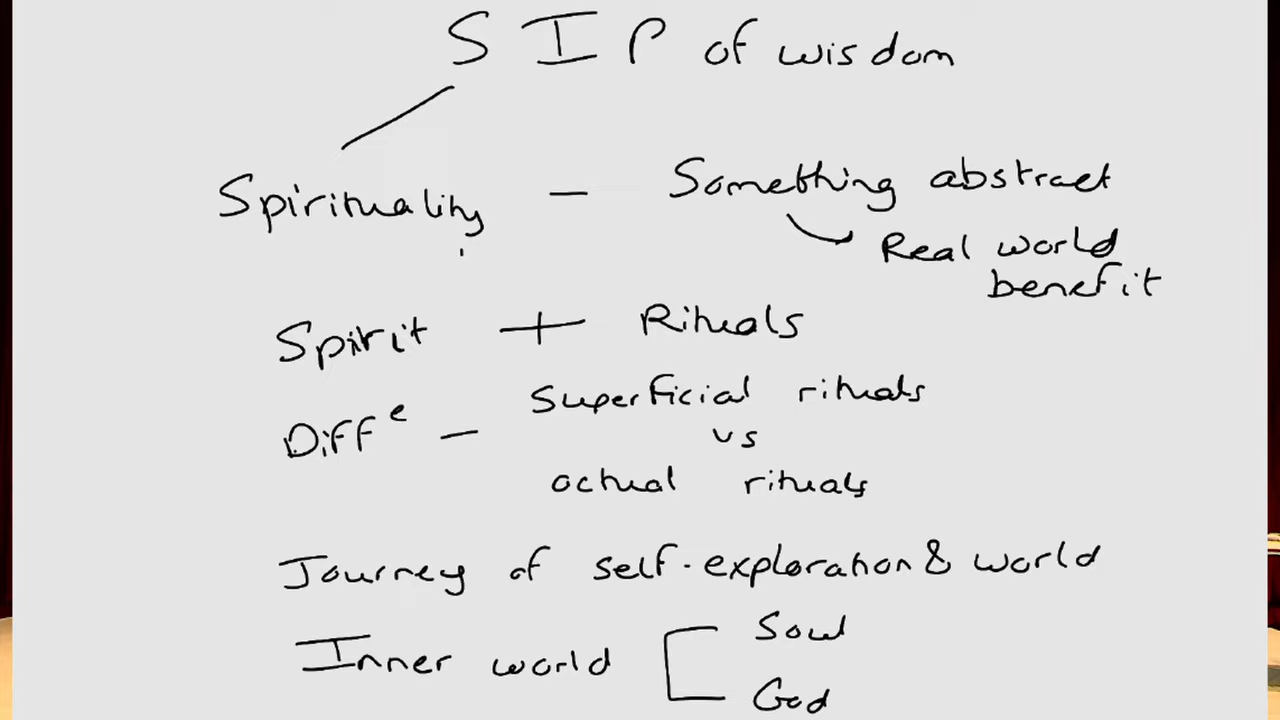 S I P of wisdom
Spirituality — Something abstract
Real world
benefit
Spirit + Rituals
Diffᵉ — Superficial rituals
vs
actual rituals
Journey of self-exploration & world
Inner world [ Soul
God